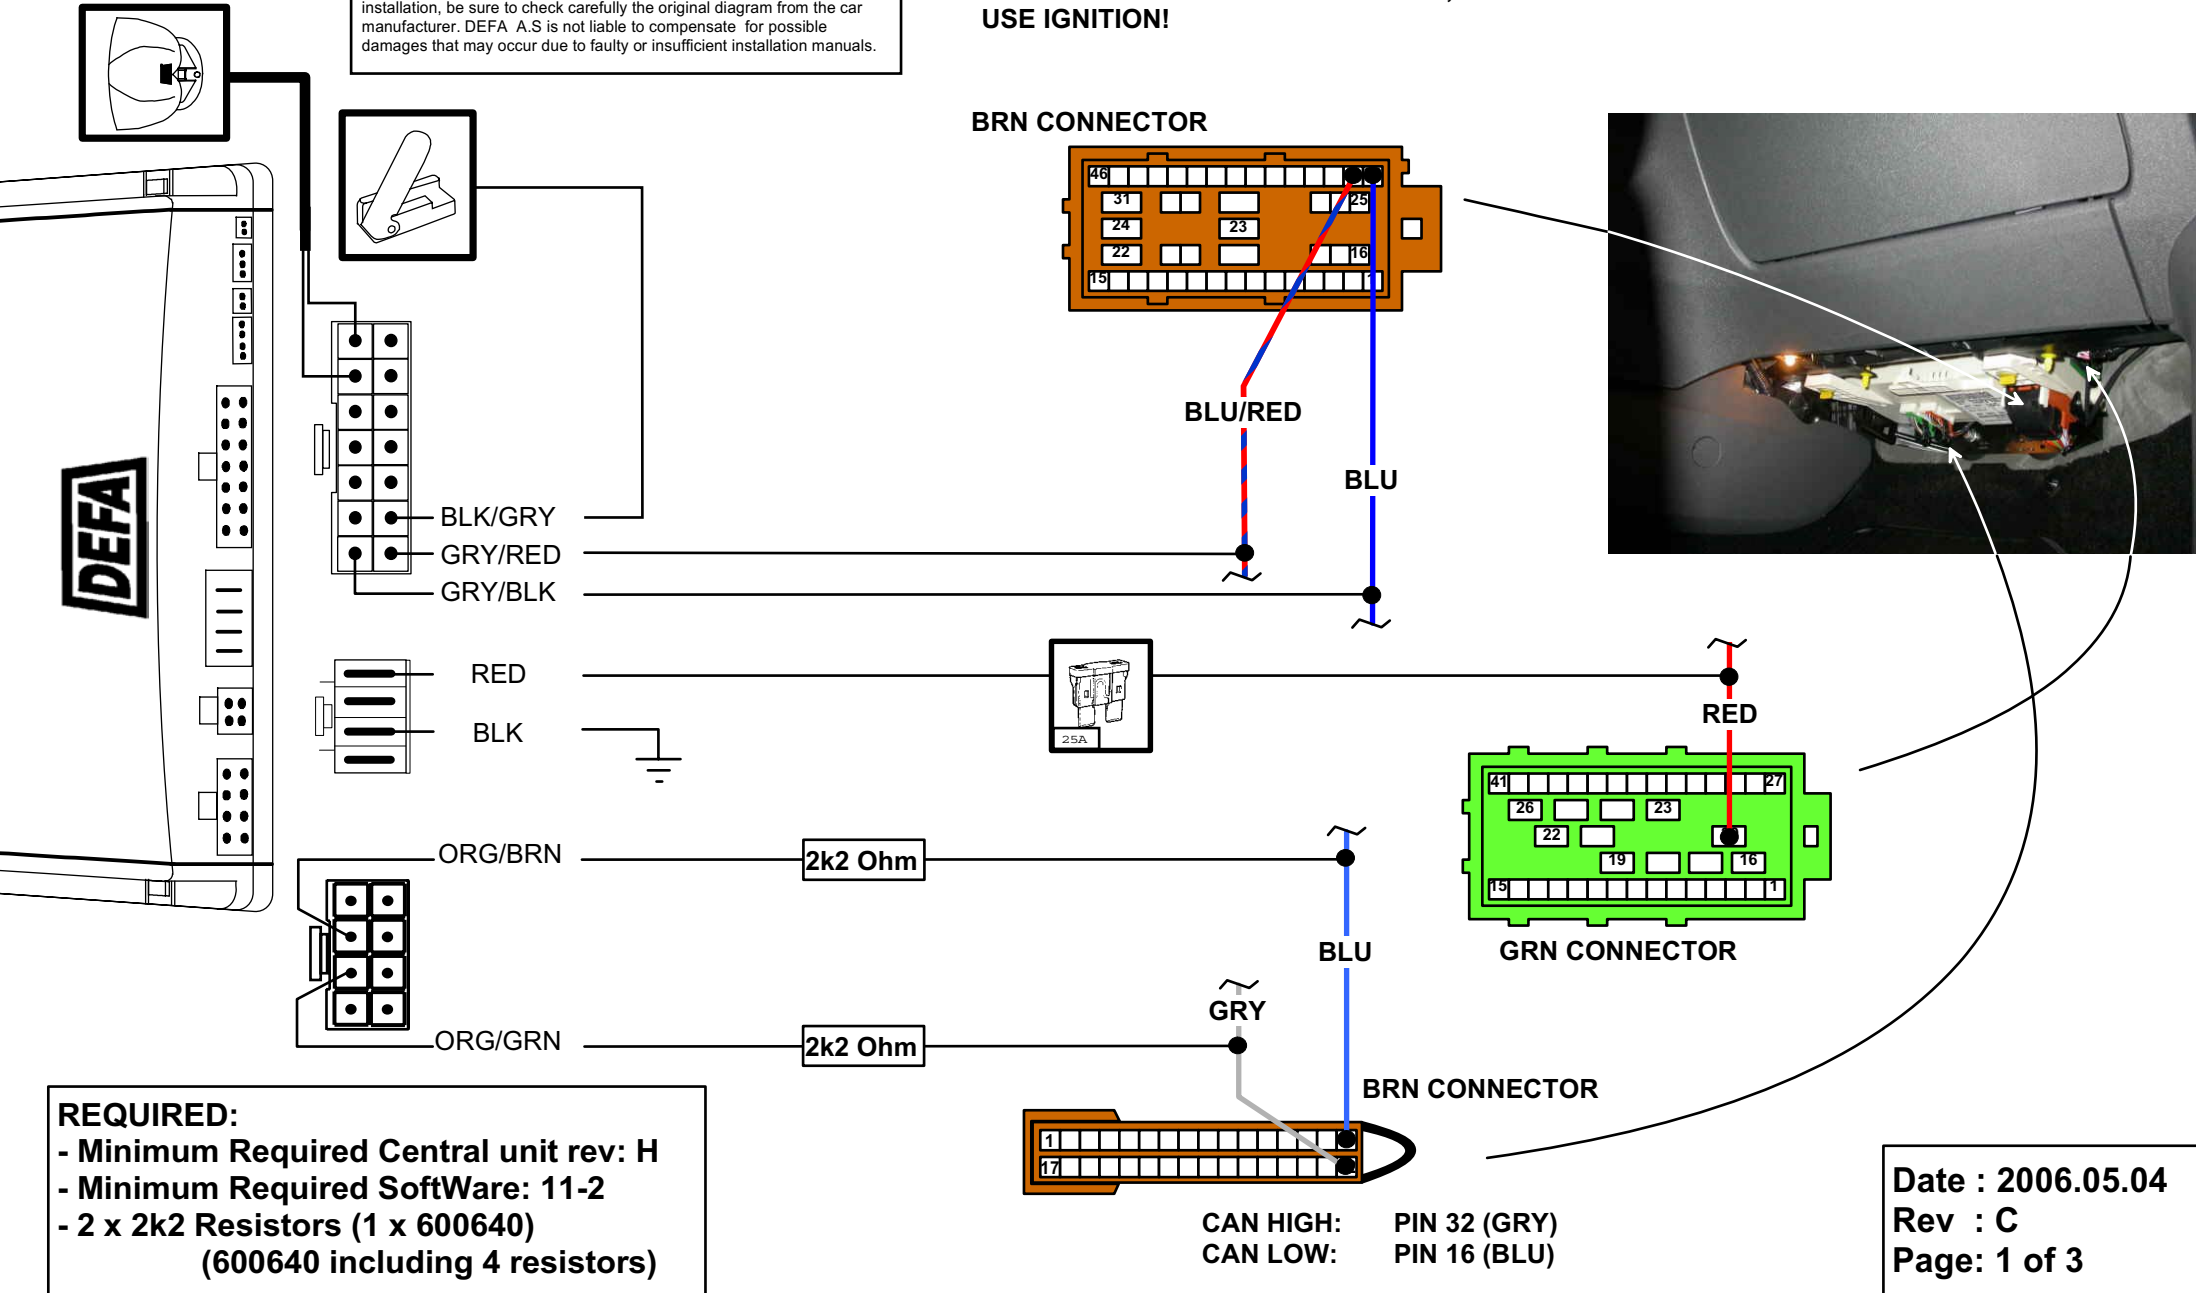 installation, be sure to check carefully the original diagram from the car
manufacturer. DEFA A.S is not liable to compensate for possible
damages that may occur due to faulty or insufficient installation manuals.
USE IGNITION!
BRN CONNECTOR
46
31
25
24
23
22
16
15
1
BLU/RED
BLU
DEFA
BLK/GRY
GRY/RED
GRY/BLK
RED
BLK
25A
RED
41
27
26
23
22
19
16
15
1
GRN CONNECTOR
ORG/BRN
2k2 Ohm
BLU
GRY
ORG/GRN
2k2 Ohm
BRN CONNECTOR
1
17
CAN HIGH: PIN 32 (GRY)
CAN LOW: PIN 16 (BLU)
REQUIRED:
- Minimum Required Central unit rev: H
- Minimum Required SoftWare: 11-2
- 2 x 2k2 Resistors (1 x 600640)
(600640 including 4 resistors)
Date : 2006.05.04
Rev : C
Page: 1 of 3